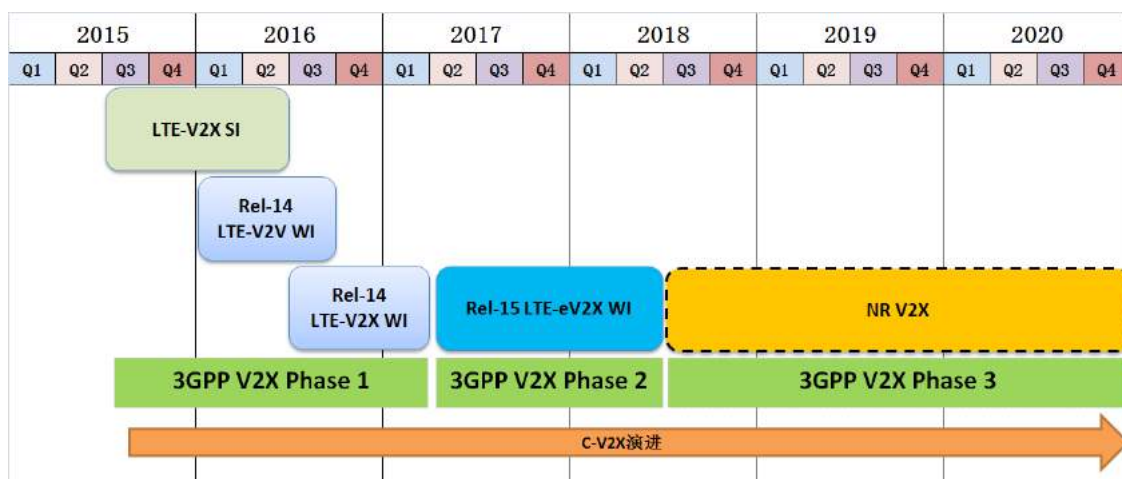 2015 2016 2017 2018 2019 2020
Q1 Q2 Q3 Q4 Q1 Q2 Q3 Q4 Q1 Q2 Q3 Q4 Q1 Q2 Q3 Q4 Q1 Q2 Q3 Q4 Q1 Q2 Q3 Q4
LTE-V2X SI
Rel-14
LTE-V2V WI
Rel-14
LTE-V2X WI
Rel-15 LTE-eV2X WI
NR V2X
3GPP V2X Phase 1 3GPP V2X Phase 2 3GPP V2X Phase 3
C-V2X演进